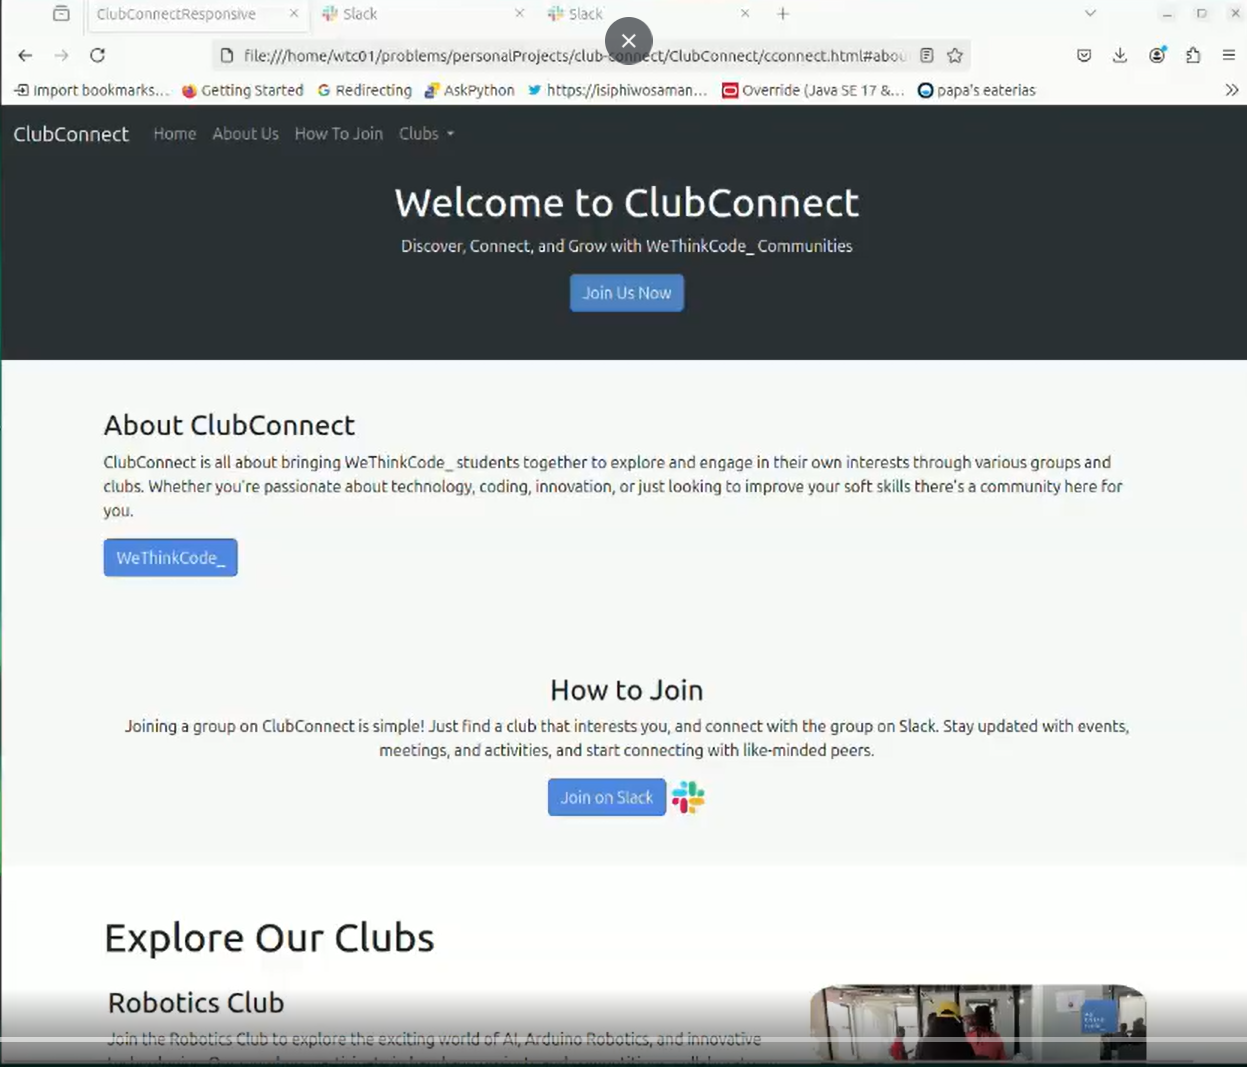 ClubConnectResponsive
Slack
Slack
file:///home/wtc01/problems/personalProjects/club-connect/ClubConnect/cconnect.html#abou
Import bookmarks... Getting Started Redirecting AskPython https://isiphiwosaman... Override (Java SE 17 &... papa's eaterias
ClubConnect Home About Us How To Join Clubs
Welcome to ClubConnect
Discover, Connect, and Grow with WeThinkCode_ Communities
Join Us Now
About ClubConnect
ClubConnect is all about bringing WeThinkCode_ students together to explore and engage in their own interests through various groups and
clubs. Whether you're passionate about technology, coding, innovation, or just looking to improve your soft skills there's a community here for
you.
WeThinkCode_
How to Join
Joining a group on ClubConnect is simple! Just find a club that interests you, and connect with the group on Slack. Stay updated with events,
meetings, and activities, and start connecting with like-minded peers.
Join on Slack
Explore Our Clubs
Robotics Club
Join the Robotics Club to explore the exciting world of AI, Arduino Robotics, and innovative